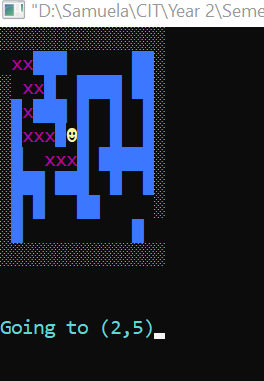 "D:\Samuela\CIT\Year 2\Seme
xx
xx
x
xxx
xxx
Going to (2,5)